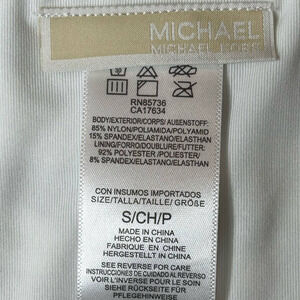 MICHAEL
MICHAEL KORS
RN85736
CA17634
BODY/EXTERIOR/CORPS/ AUßENSTOFF:
85% NYLON/POLIAMIDA/POLYAMID
15% SPANDEX/ELASTANO/ELASTHAN
LINING/FORRO/DOUBLURE/FUTTER:
92% POLYESTER /POLIESTER/
8% SPANDEX/ELASTANO/ELASTHAN
CON INSUMOS IMPORTADOS
SIZE/TALLA/TAILLE/ GRÖßE
S/CH/P
MADE IN CHINA
HECHO EN CHINA
FABRIQUE EN CHINE
HERGESTELLT IN CHINA
SEE REVERSE FOR CARE
INSTRUCCIONES DE CUIDADO AL REVERSO
VOIR L'ENDOS POUR LE MODE
SIEHE RÜCKSEITE FÜR
PFLEGEHINWEISE